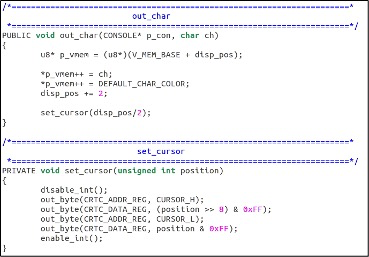 /*======================================================================*
out_char
*======================================================================*/
PUBLIC void out_char(CONSOLE* p_con, char ch)
{
u8* p_vmem = (u8*)(V_MEM_BASE + disp_pos);
*p_vmem++ = ch;
*p_vmem++ = DEFAULT_CHAR_COLOR;
disp_pos += 2;
set_cursor(disp_pos/2);
}
/*======================================================================*
set_cursor
*======================================================================*/
PRIVATE void set_cursor(unsigned int position)
{
disable_int();
out_byte(CRTC_ADDR_REG, CURSOR_H);
out_byte(CRTC_DATA_REG, (position >> 8) & 0xFF);
out_byte(CRTC_ADDR_REG, CURSOR_L);
out_byte(CRTC_DATA_REG, position & 0xFF);
enable_int();
}